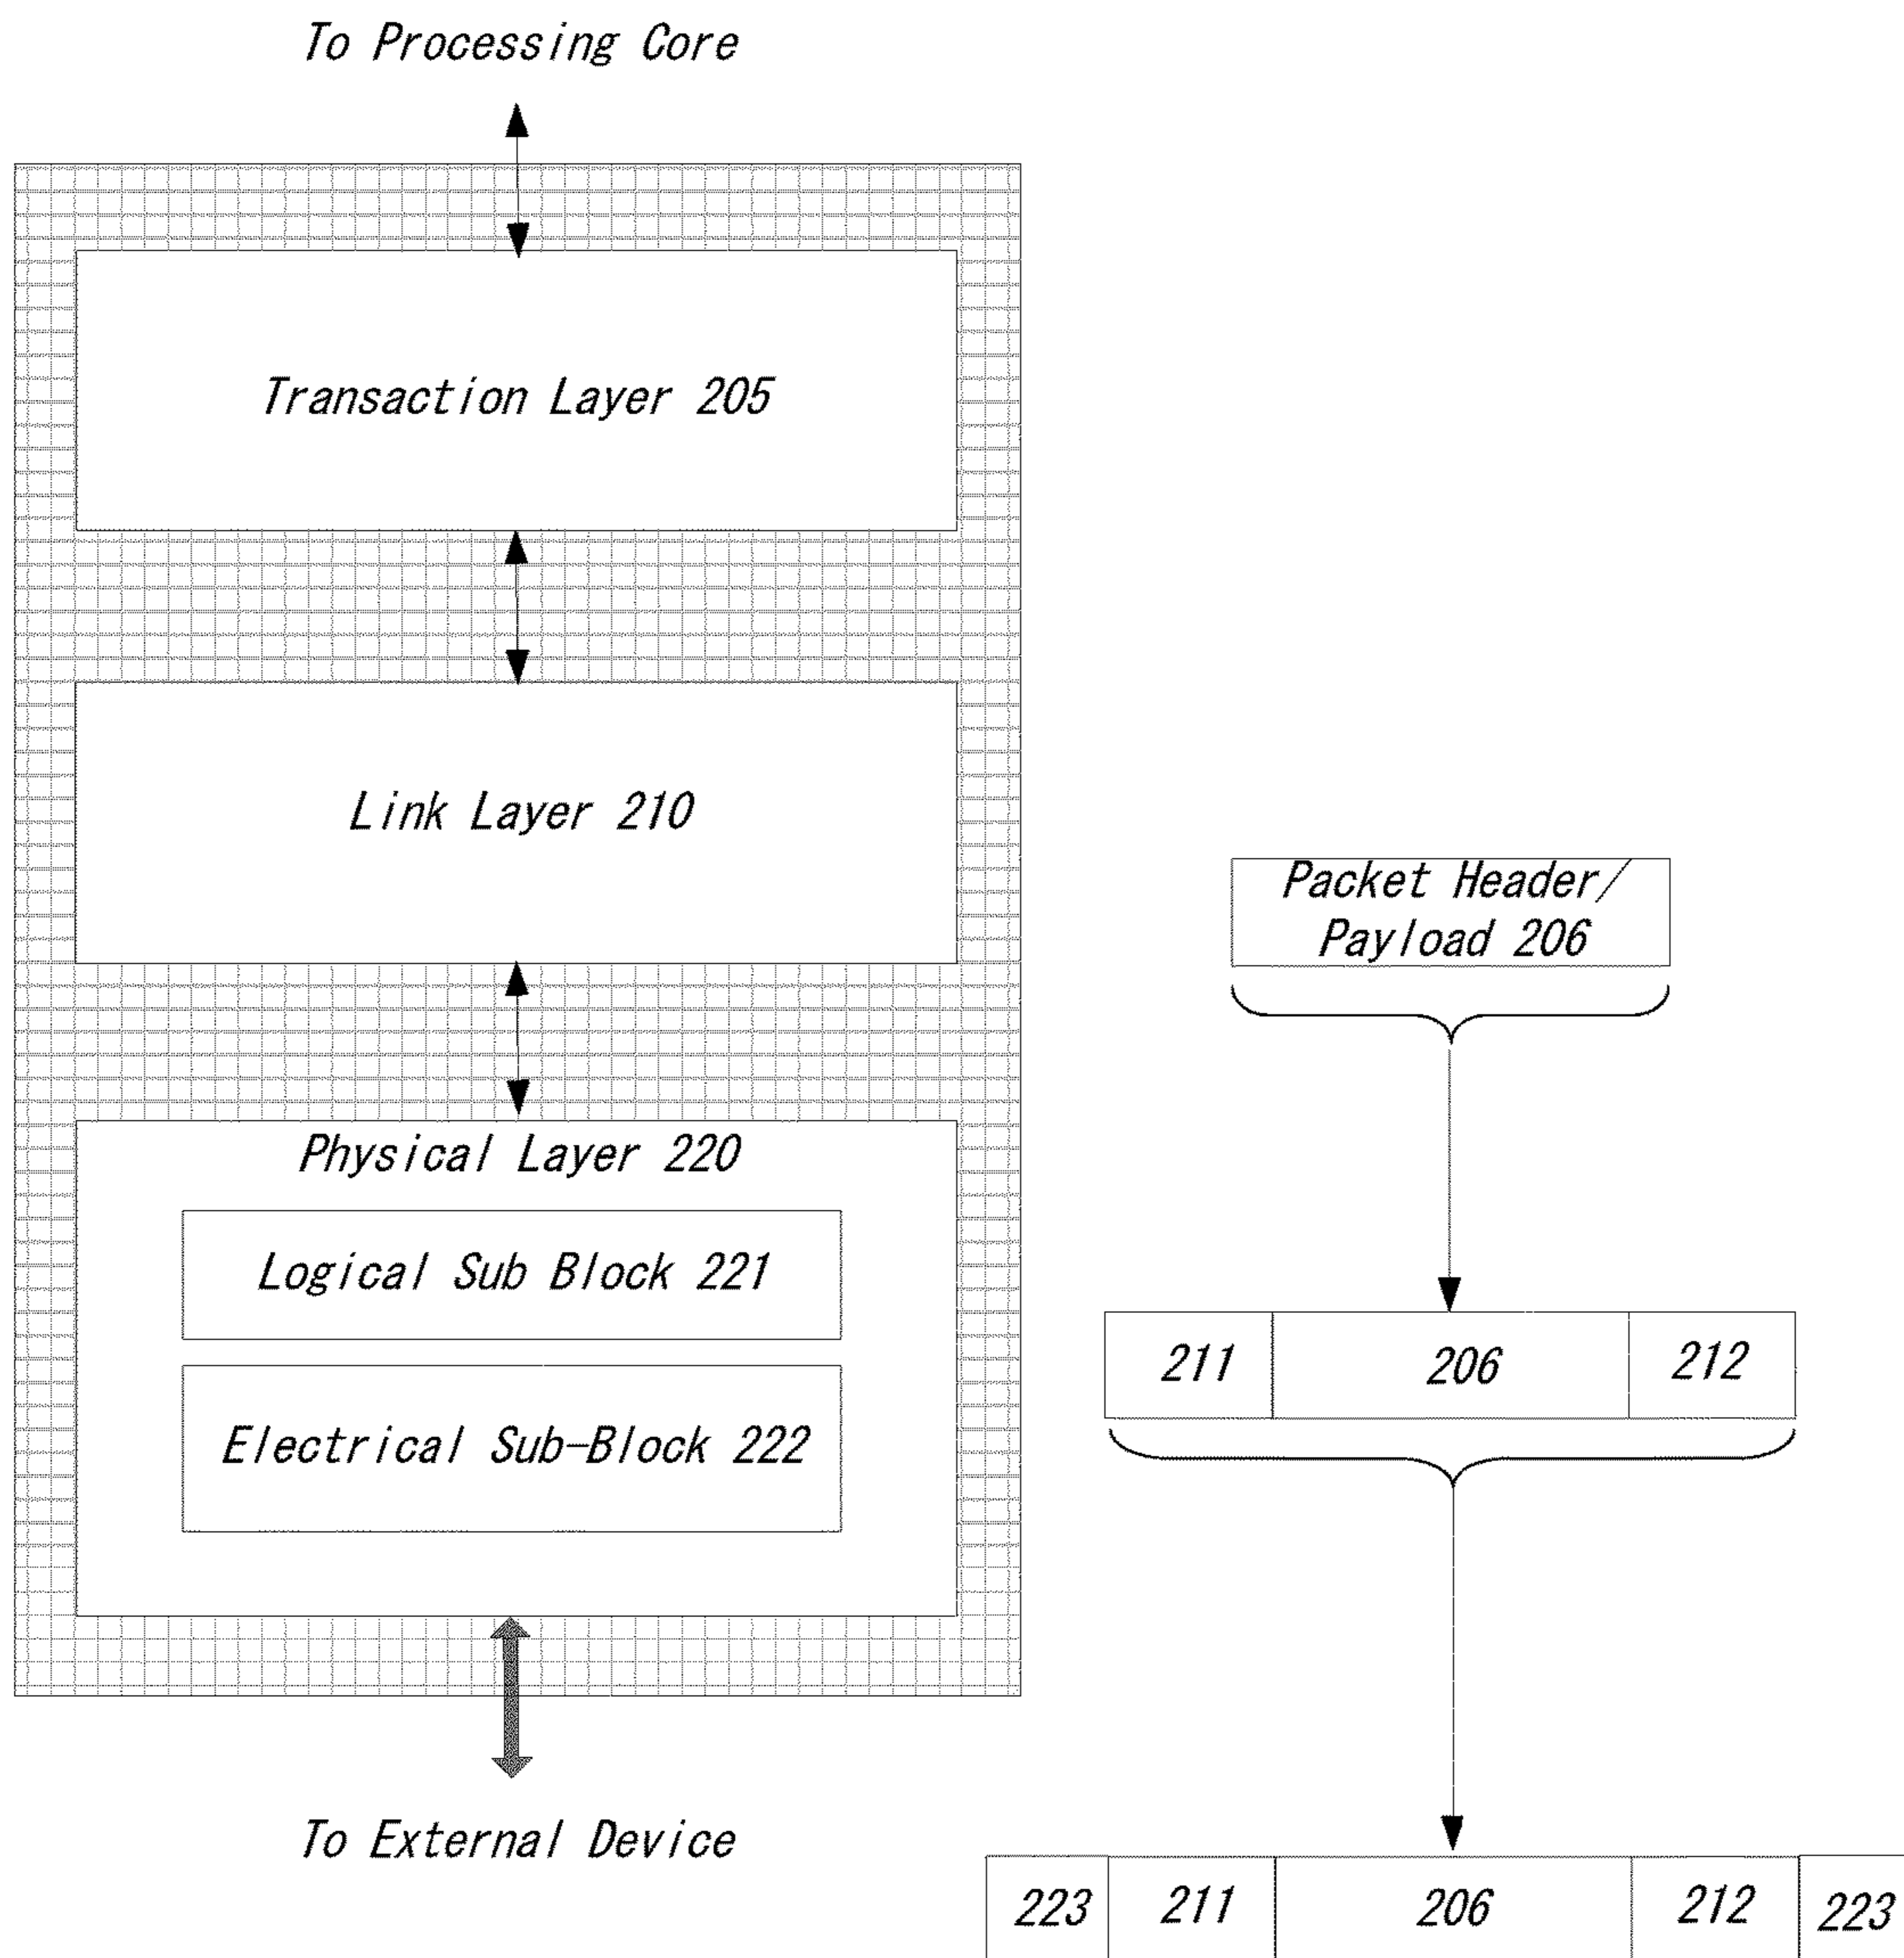 To Processing Core
Transaction Layer 205
Link Layer 210
Physical Layer 220
Logical Sub Block 221
Electrical Sub-Block 222
To External Device
Packet Header/
Payload 206
211 206 212
223 211 206 212 223